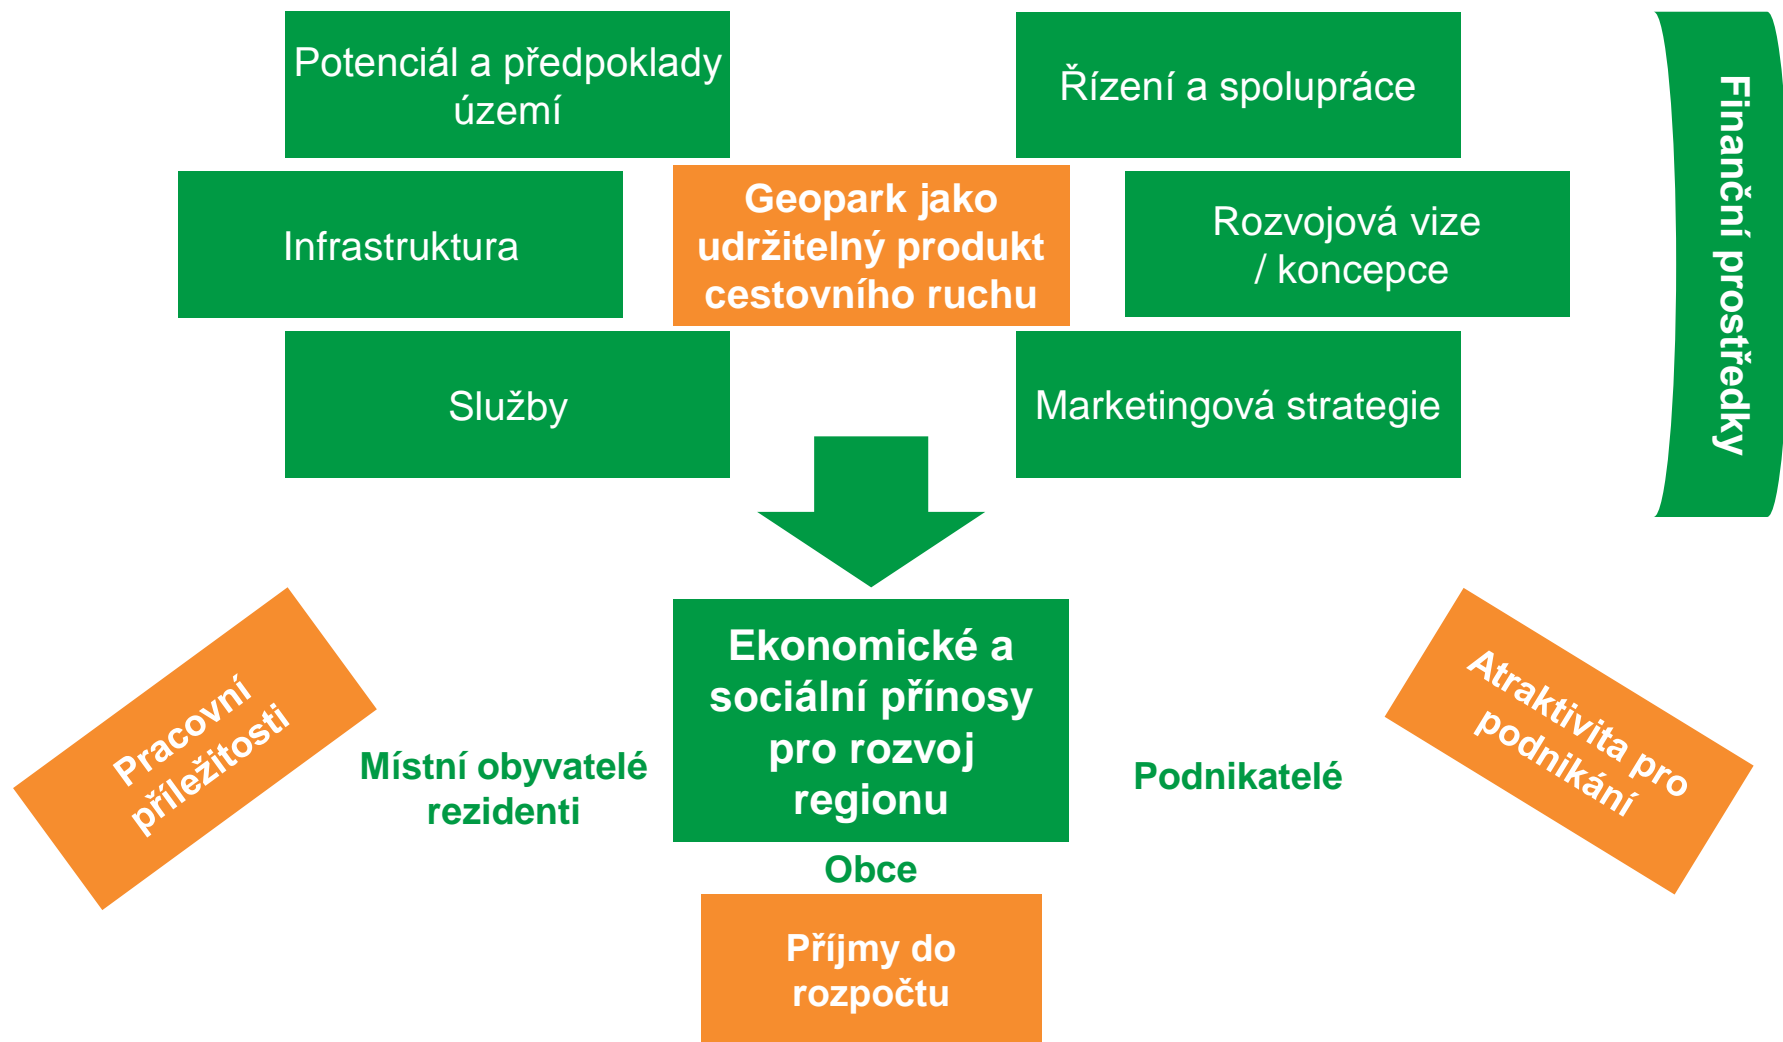 Potenciál a předpoklady
území
Řízení a spolupráce
Finanční prostředky
Infrastruktura
Geopark jako
udržitelný produkt
cestovního ruchu
Rozvojová vize
/ koncepce
Služby
Marketingová strategie
Pracovní
příležitosti
Místní obyvatelé
rezidenti
Ekonomické a
sociální přínosy
pro rozvoj
regionu
Podnikatelé
Atraktivita pro
podnikání
Obce
Příjmy do
rozpočtu